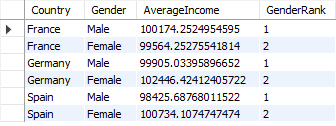 Country Gender AverageIncome GenderRank
France Male 100174.2524954595 1
France Female 99564.25275541814 2
Germany Male 99905.03395896652 1
Germany Female 102446.42412405722 2
Spain Male 98425.68768011522 1
Spain Female 100734.1074747474 2